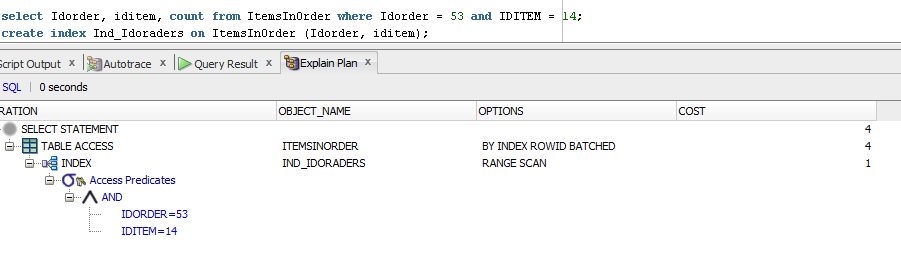 select Idorder, iditem, count from ItemsInOrder where Idorder = 53 and IDITEM = 14;
create index Ind_Idoraders on ItemsInOrder (Idorder, iditem);
Script Output x Autotrace x Query Result x Explain Plan x
SQL | 0 seconds
RATION OBJECT_NAME OPTIONS COST
SELECT STATEMENT 4
TABLE ACCESS ITEMSINORDER BY INDEX ROWID BATCHED 4
INDEX IND_IDORADERS RANGE SCAN 1
Access Predicates
AND
IDORDER=53
IDITEM=14